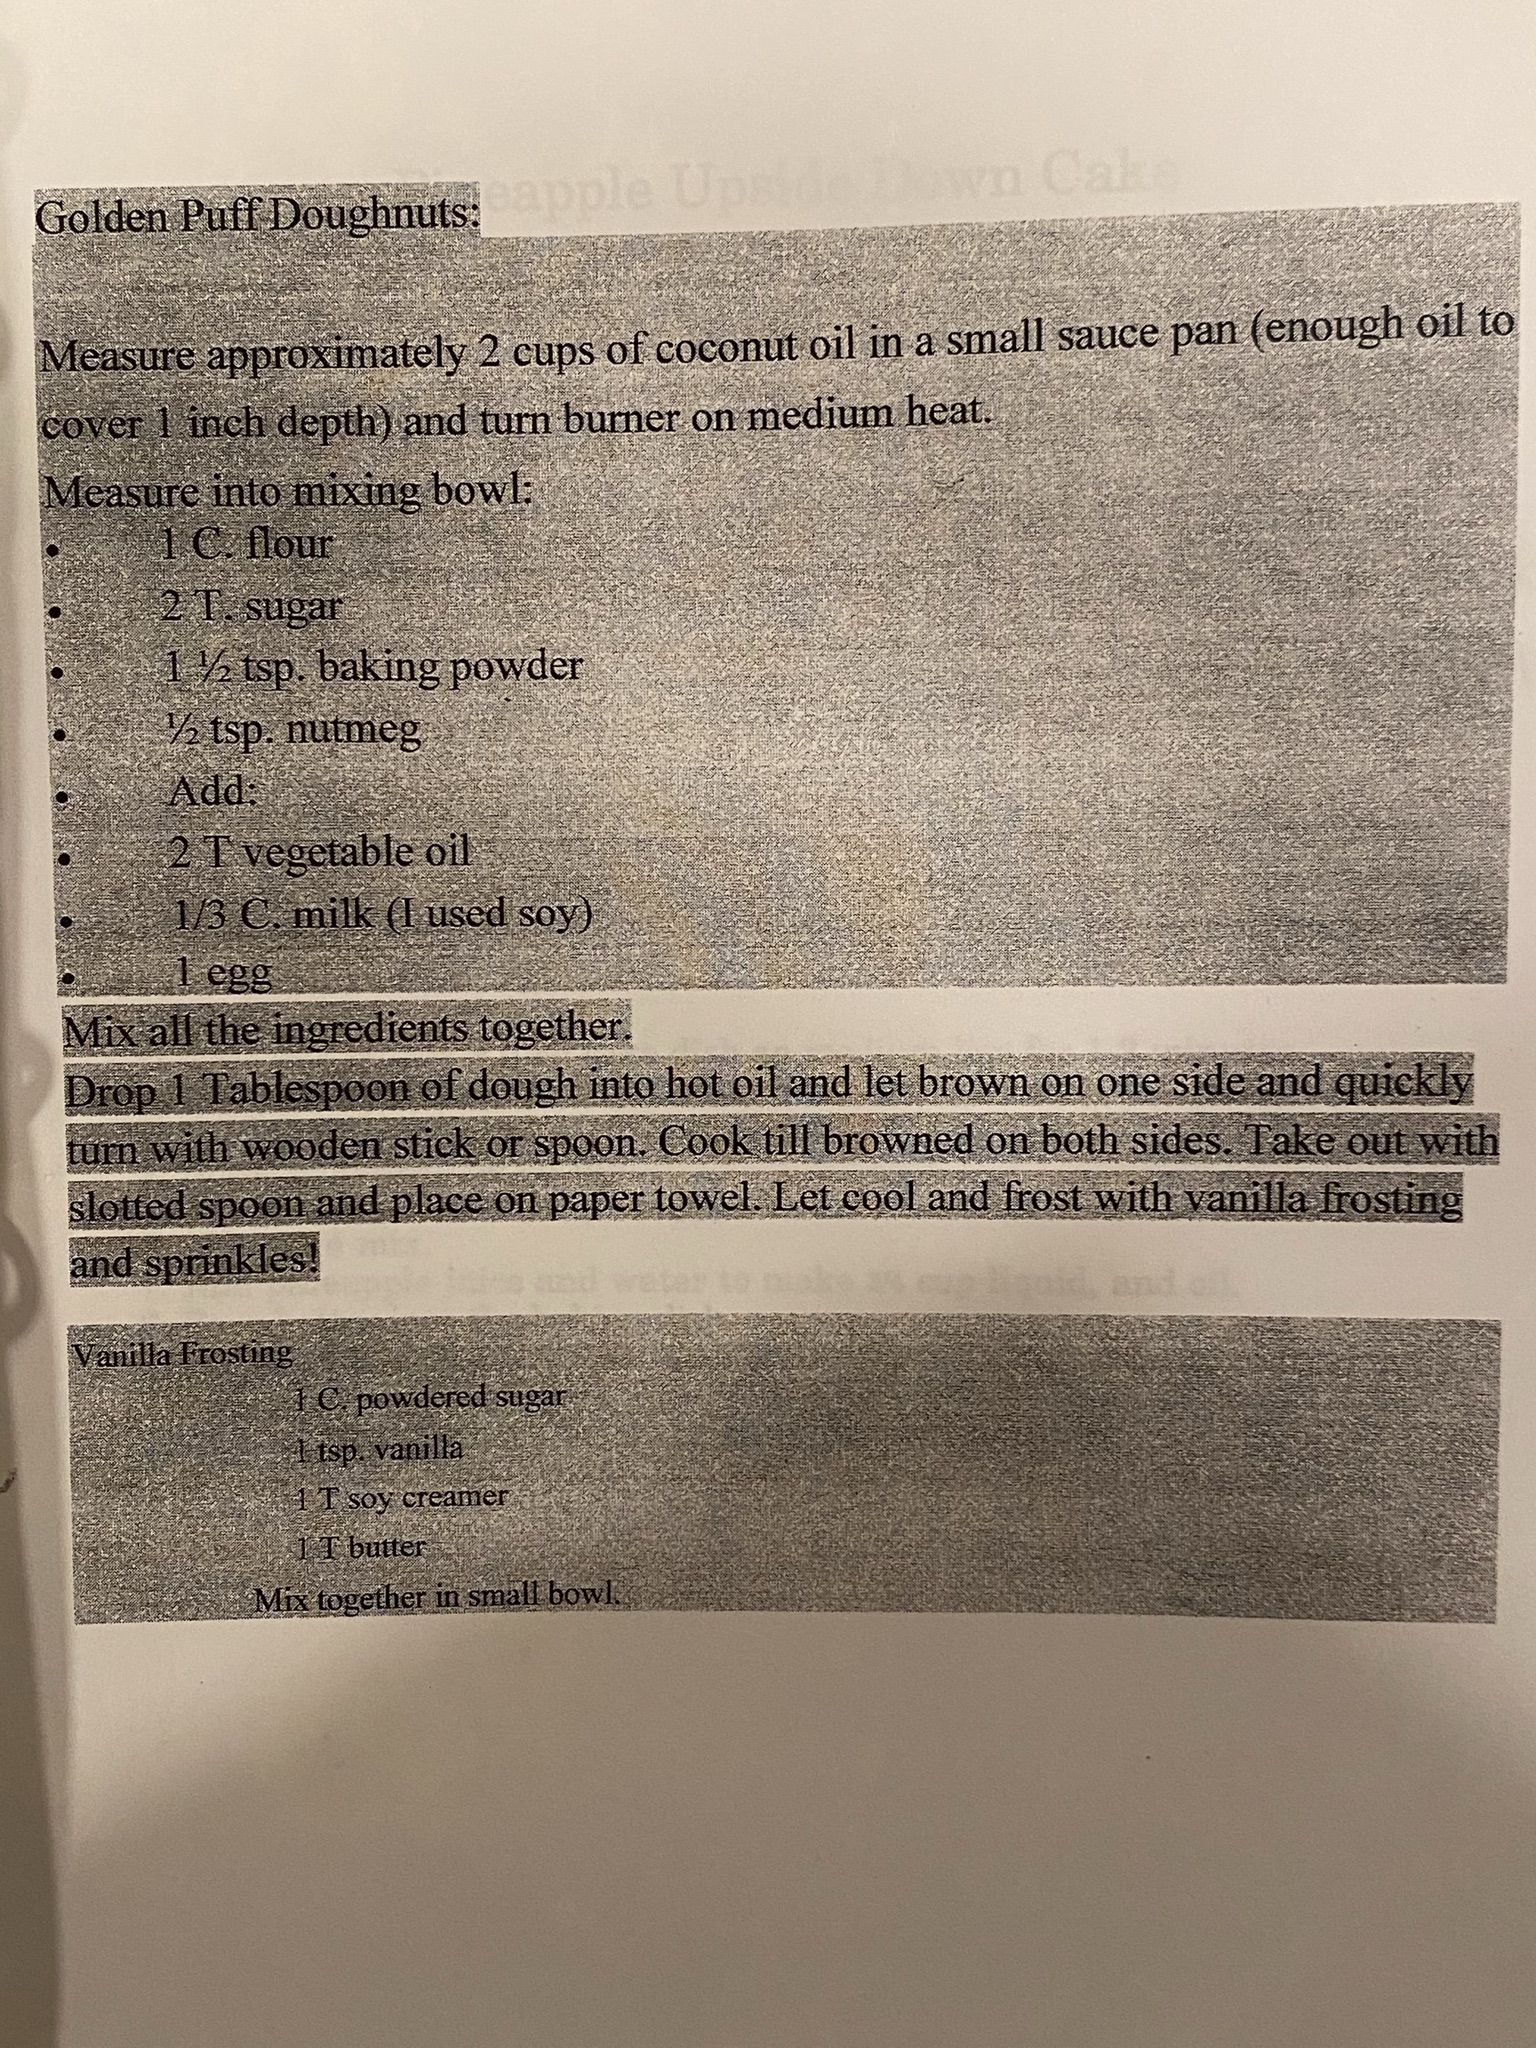 Golden Puff Doughnuts:
Measure approximately 2 cups of coconut oil in a small sauce pan (enough oil to
cover 1 inch depth) and turn burner on medium heat.
Measure into mixing bowl:
• 1 C. flour
• 2 T. sugar
• 1 ½ tsp. baking powder
• ½ tsp. nutmeg
• Add:
• 2 T vegetable oil
• 1/3 C. milk (I used soy)
• 1 egg
Mix all the ingredients together.
Drop 1 Tablespoon of dough into hot oil and let brown on one side and quickly
turn with wooden stick or spoon. Cook till browned on both sides. Take out with
slotted spoon and place on paper towel. Let cool and frost with vanilla frosting
and sprinkles!
Vanilla Frosting
1 C. powdered sugar
1 tsp. vanilla
1 T soy creamer
1 T butter
Mix together in small bowl.